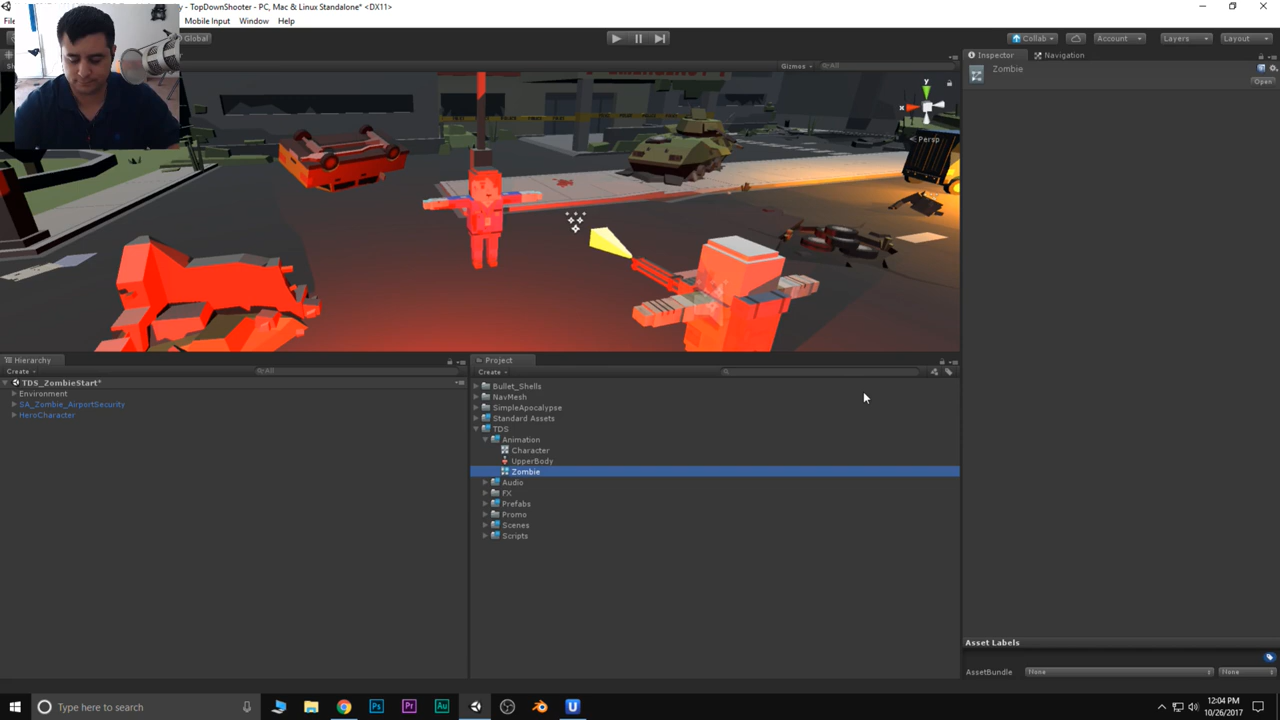 - TopDownShooter - PC, Mac & Linux Standalone* <DX11>
Mobile Input Window Help
Global
Collab Account Layers Layout
Gizmos All
Inspector Navigation
Zombie
Open
y
x
Persp
Hierarchy
Create All
TDS_ZombieStart*
Environment
SA_Zombie_AirportSecurity
HeroCharacter
Project
Create
Bullet_Shells
NavMesh
SimpleApocalypse
Standard Assets
TDS
Animation
Character
UpperBody
Zombie
Audio
FX
Prefabs
Promo
Scenes
Scripts
Asset Labels
AssetBundle None None
Type here to search
12:04 PM
10/26/2017